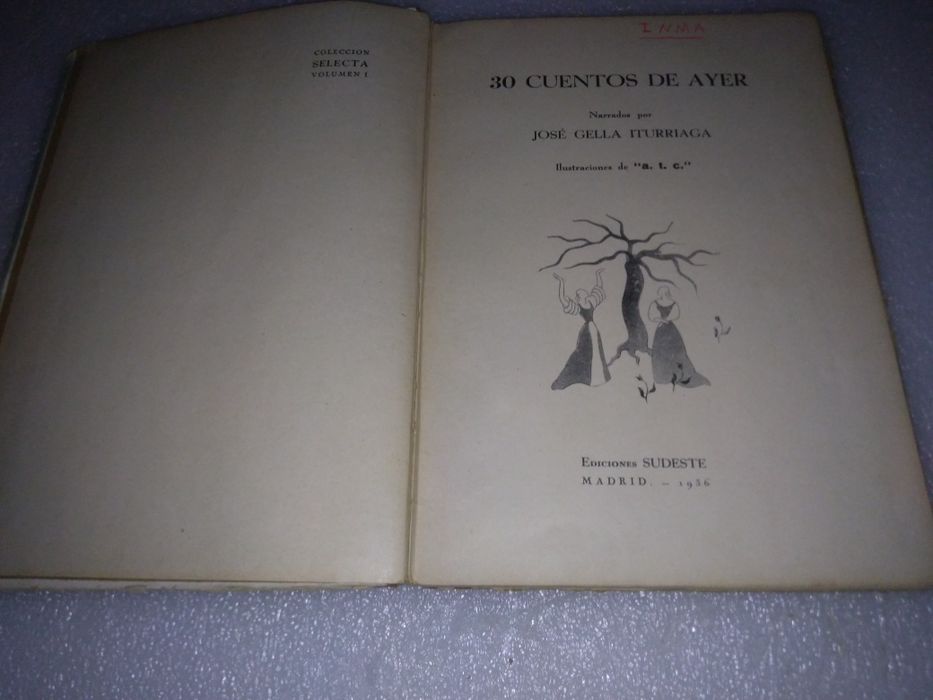 COLECCION
SELECTA
VOLUMEN I
INMA
30 CUENTOS DE AYER
Narrados por
JOSÉ GELLA ITURRIAGA
Ilustraciones de "a. t. c."
EDICIONES SUDESTE
MADRID. — 1936